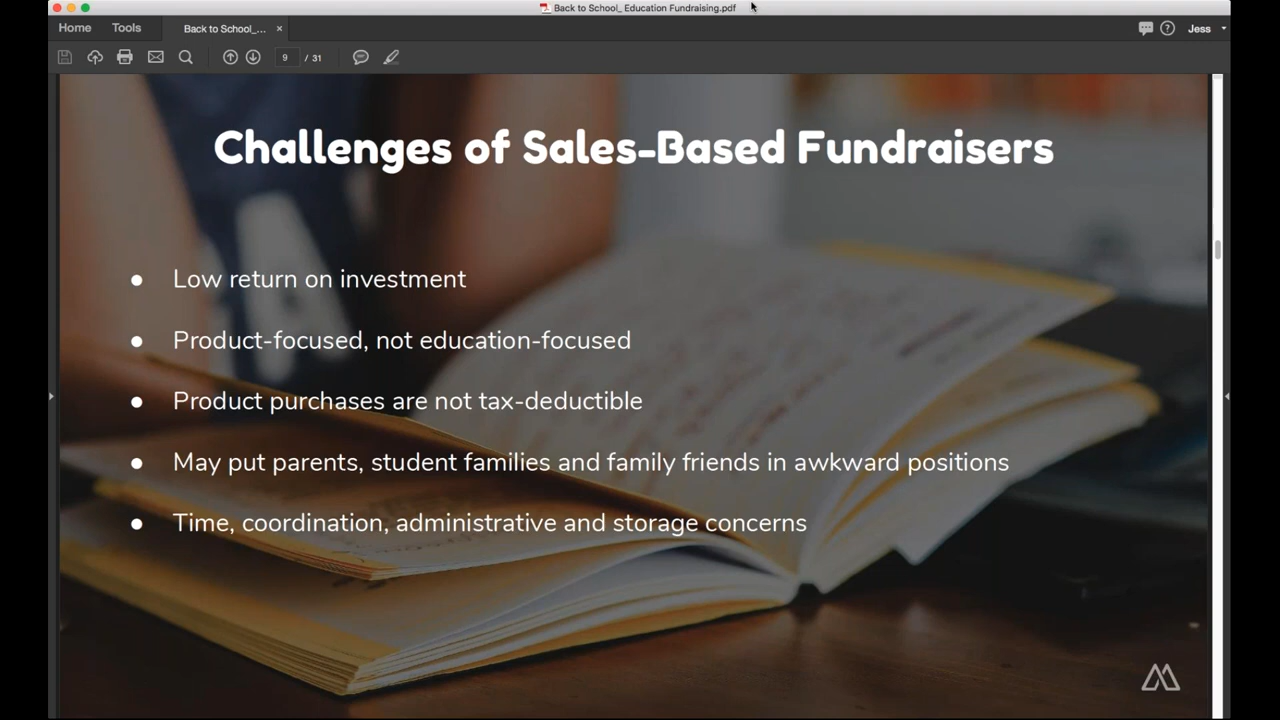 Back to School_ Education Fundraising.pdf
Home Tools Back to School_... × ? Jess
9 / 31
Challenges of Sales-Based Fundraisers
● Low return on investment
● Product-focused, not education-focused
● Product purchases are not tax-deductible
● May put parents, student families and family friends in awkward positions
● Time, coordination, administrative and storage concerns